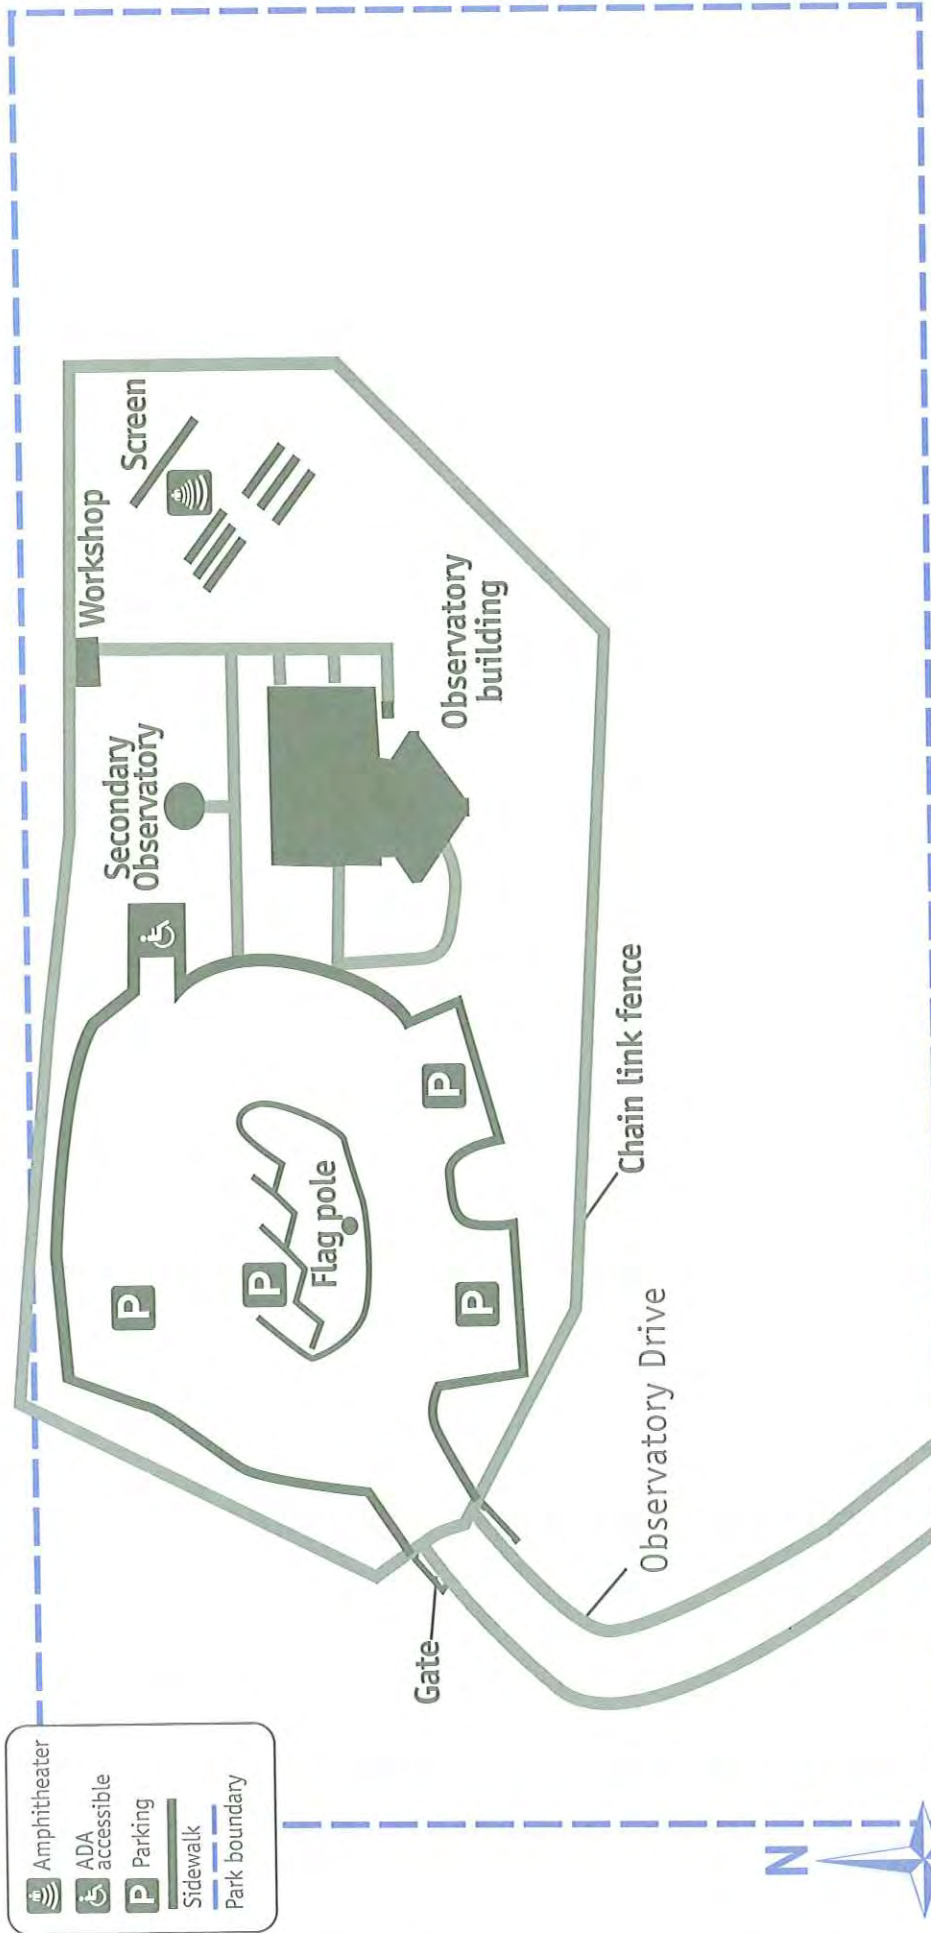 Screen
Workshop
Secondary
Observatory
Observatory
building
P
P
P
P
Flag pole
Chain link fence
Observatory Drive
Gate
Amphitheater
ADA
accessible
P Parking
Sidewalk
Park boundary
N